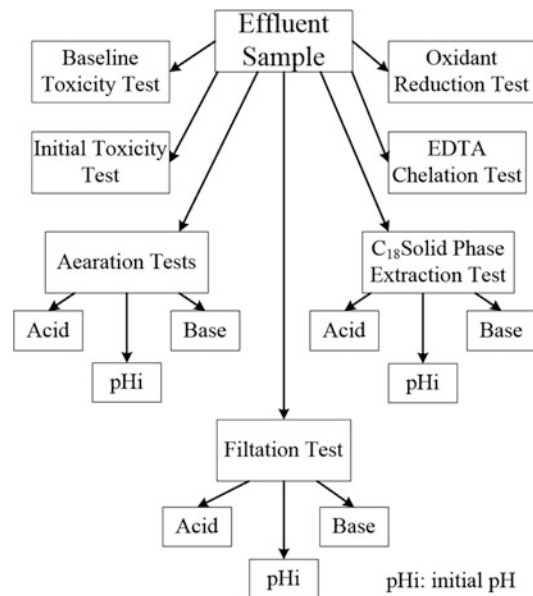 Effluent
Sample
Baseline
Toxicity Test
Oxidant
Reduction Test
Initial Toxicity
Test
EDTA
Chelation Test
Aearation Tests
C₁₈Solid Phase
Extraction Test
Acid
Base
pHi
Acid
Base
pHi
Filtation Test
Acid
Base
pHi
pHi: initial pH